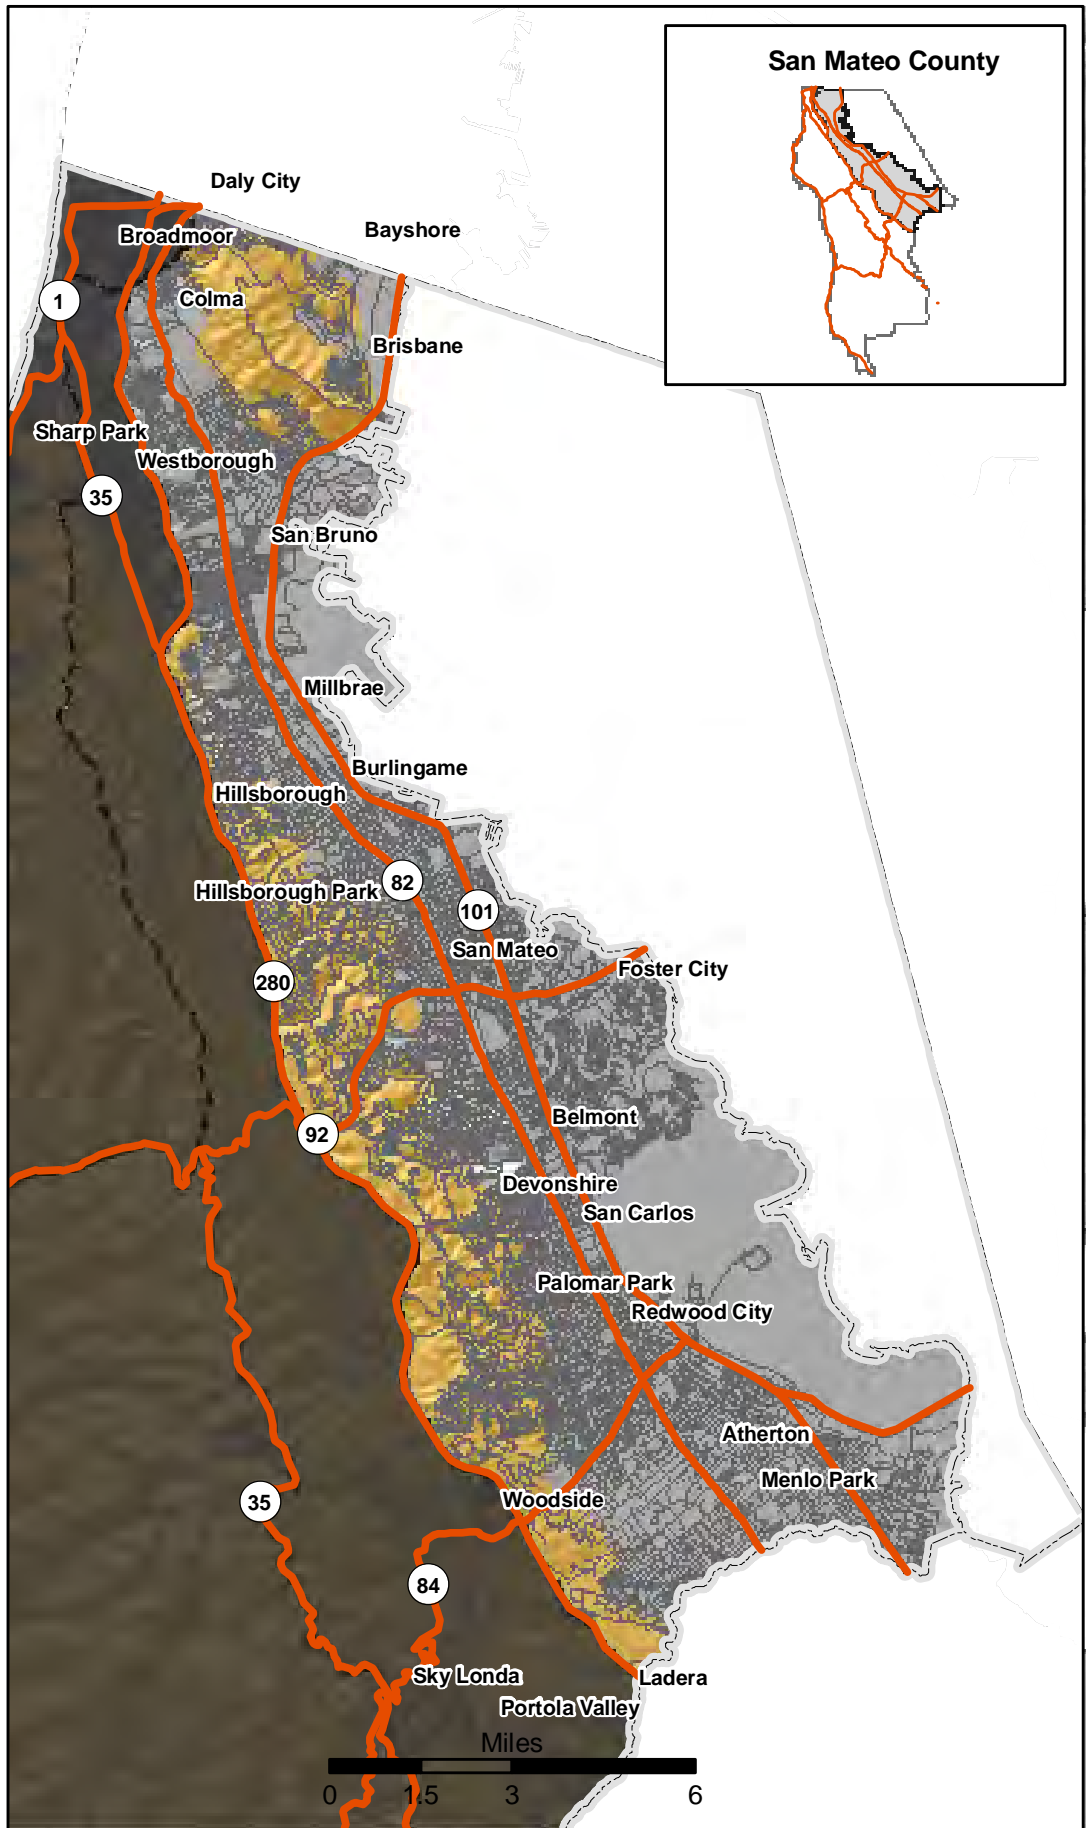 San Mateo County
Daly City
Bayshore
Broadmoor
Colma
1
Brisbane
Sharp Park
Westborough
35
San Bruno
Millbrae
Burlingame
Hillsborough
Hillsborough Park
82
101
San Mateo
Foster City
280
Belmont
92
Devonshire
San Carlos
Palomar Park
Redwood City
Atherton
Menlo Park
Woodside
35
84
Sky Londa
Ladera
Portola Valley
Miles
0 1.5 3 6